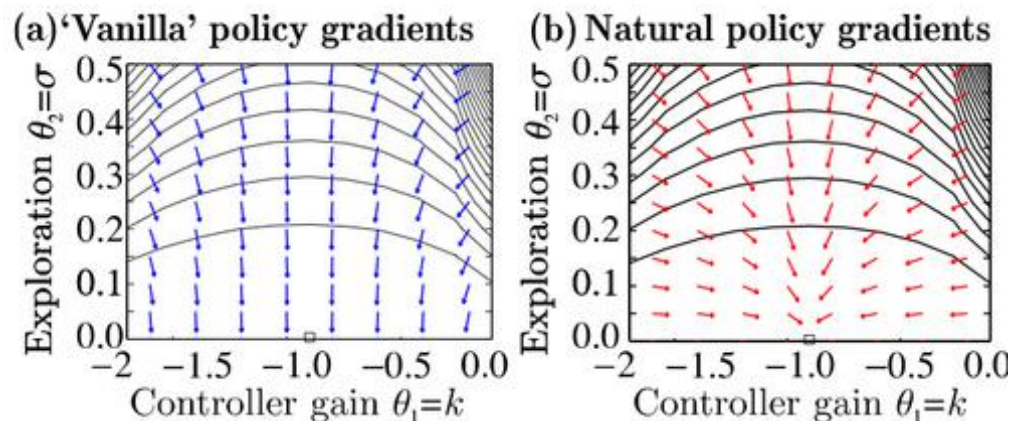 (a)‘Vanilla’ policy gradients
Exploration θ₂=σ
0.5
0.4
0.3
0.2
0.1
0.0
−2 −1.5 −1.0 −0.5 0.0
Controller gain θ₁=k
(b) Natural policy gradients
Exploration θ₂=σ
0.5
0.4
0.3
0.2
0.1
0.0
−2 −1.5 −1.0 −0.5 0.0
Controller gain θ₁=k